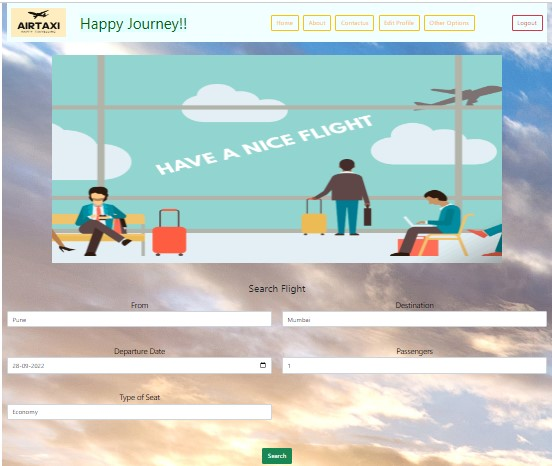 AIRTAXI
Happy Journey!!
Home
About
Contactus
Edit Profile
Other Options
Logout
HAVE A NICE FLIGHT
Search Flight
From
Destination
Pune
Mumbai
Departure Date
Passengers
28-09-2022
1
Type of Seat
Economy
Search